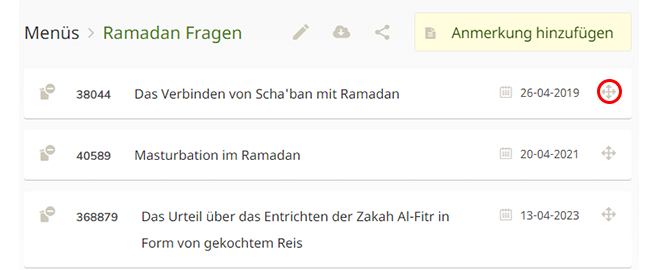 Menüs > Ramadan Fragen
Anmerkung hinzufügen
38044 Das Verbinden von Scha'ban mit Ramadan 26-04-2019
40589 Masturbation im Ramadan 20-04-2021
368879 Das Urteil über das Entrichten der Zakah Al-Fitr in 13-04-2023
Form von gekochtem Reis